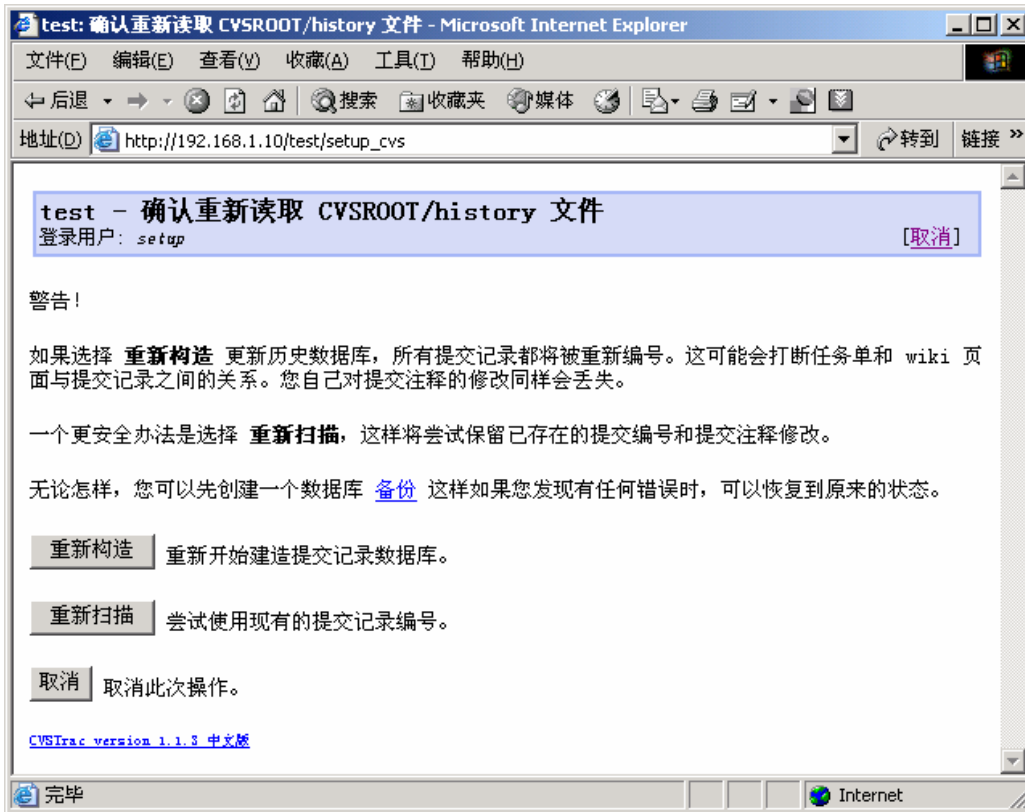 test: 确认重新读取 CVSROOT/history 文件 - Microsoft Internet Explorer
文件(F) 编辑(E) 查看(V) 收藏(A) 工具(T) 帮助(H)
后退 搜索 收藏夹 媒体
地址(D) http://192.168.1.10/test/setup_cvs 转到 链接 »
test - 确认重新读取 CVSROOT/history 文件
登录用户: setup [取消]
警告!
如果选择 重新构造 更新历史数据库,所有提交记录都将被重新编号。这可能会打断任务单和 wiki 页
面与提交记录之间的关系。您自己对提交注释的修改同样会丢失。
一个更安全办法是选择 重新扫描,这样将尝试保留已存在的提交编号和提交注释修改。
无论怎样,您可以先创建一个数据库 备份 这样如果您发现有任何错误时,可以恢复到原来的状态。
重新构造 重新开始建造提交记录数据库。
重新扫描 尝试使用现有的提交记录编号。
取消 取消此次操作。
CVSTrac version 1.1.3 中文版
完毕 Internet